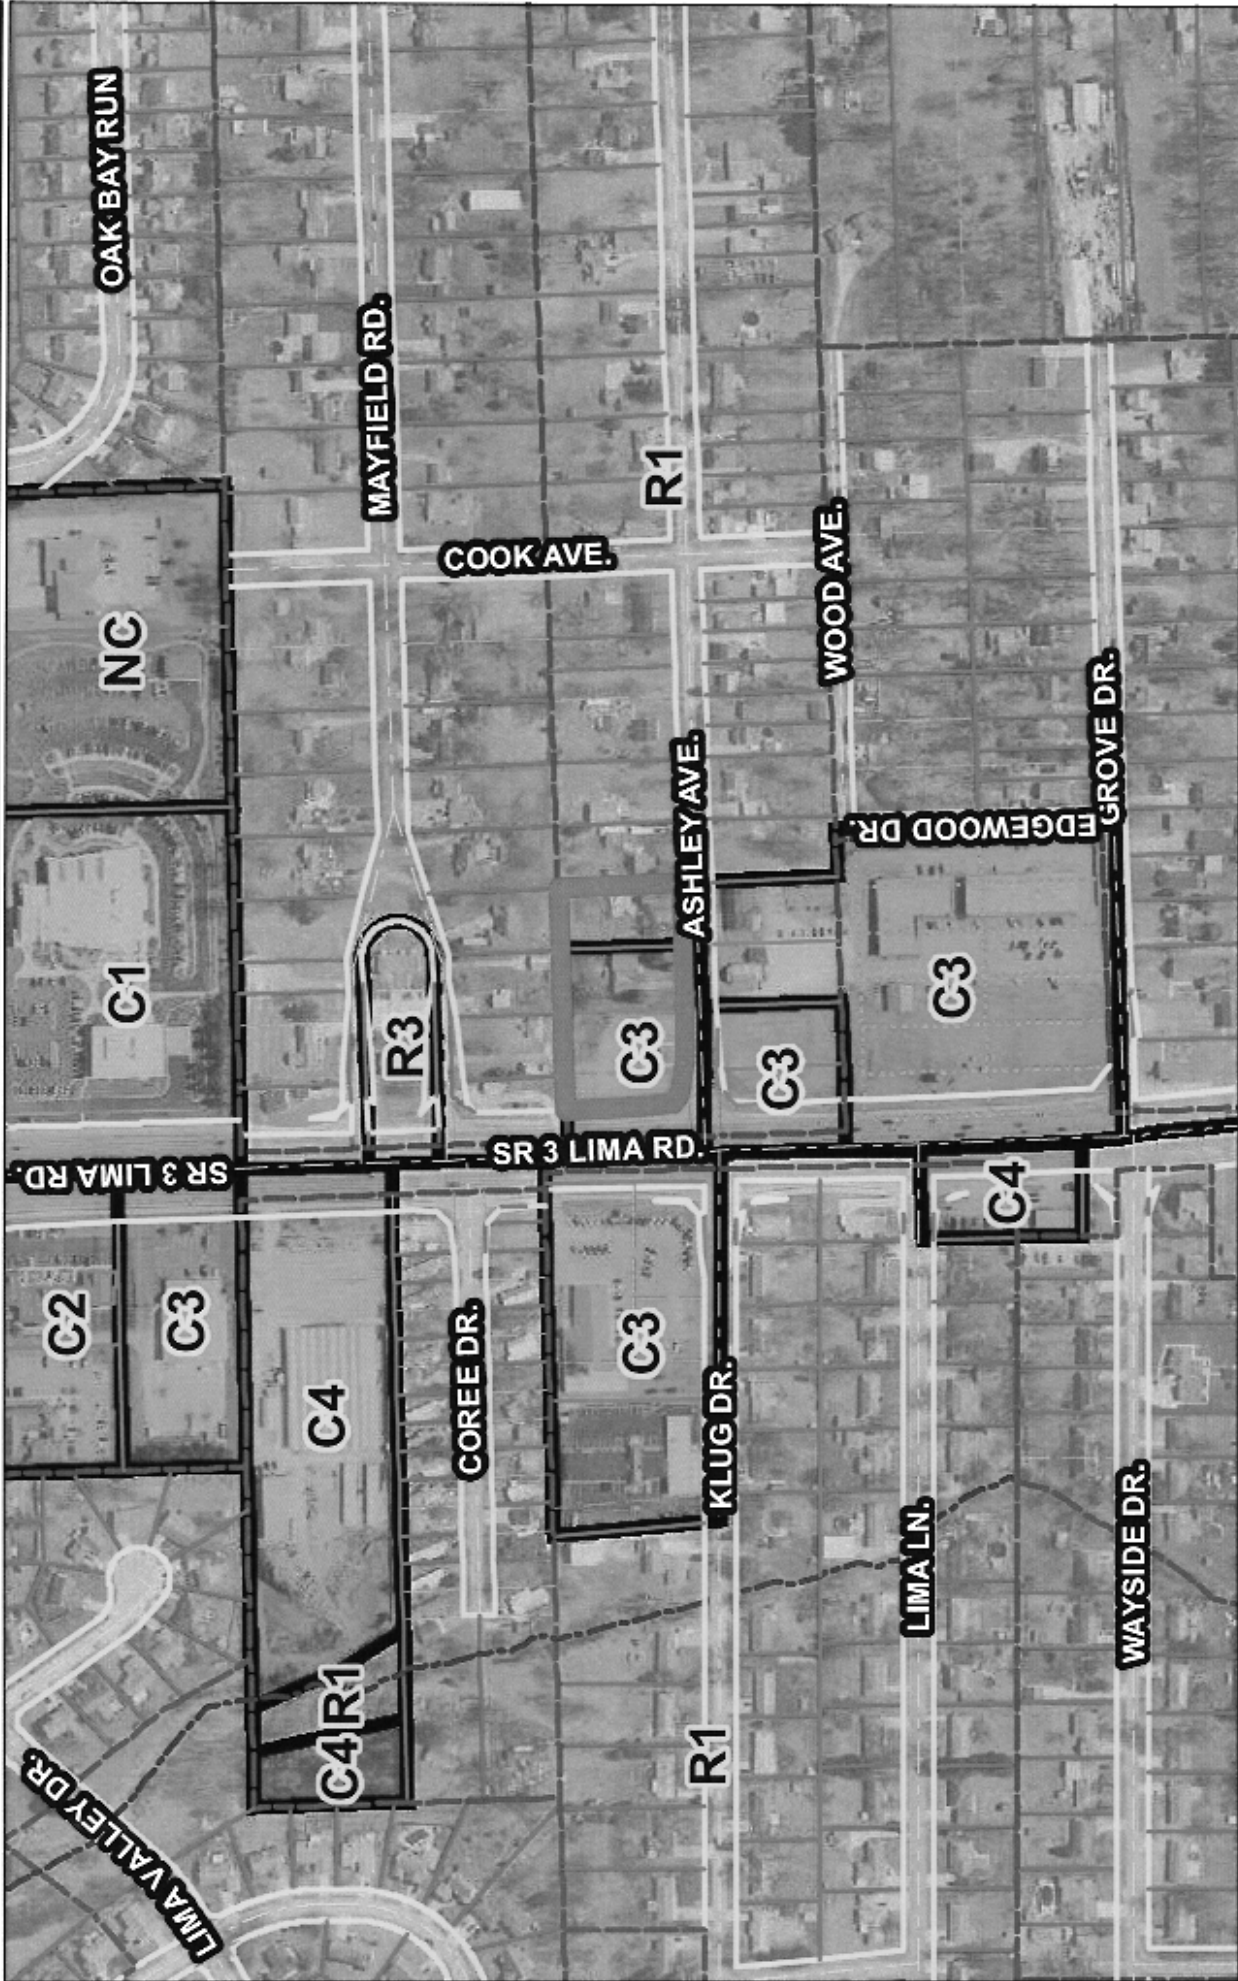 OAK BAY RUN
MAYFIELD RD.
COOK AVE.
R1
NC
WOOD AVE.
GROVE DR.
ASHLEY AVE.
EDGEWOOD DR.
C1
R3
C3
C3
C3
SR 3 LIMA RD.
SR 3 LIMA RD.
C4
C2
C3
C4
COREE DR.
C3
KLUG DR.
LIMA LN.
WAYSIDE DR.
R1
C4
R1
LIMA VALLEY DR.